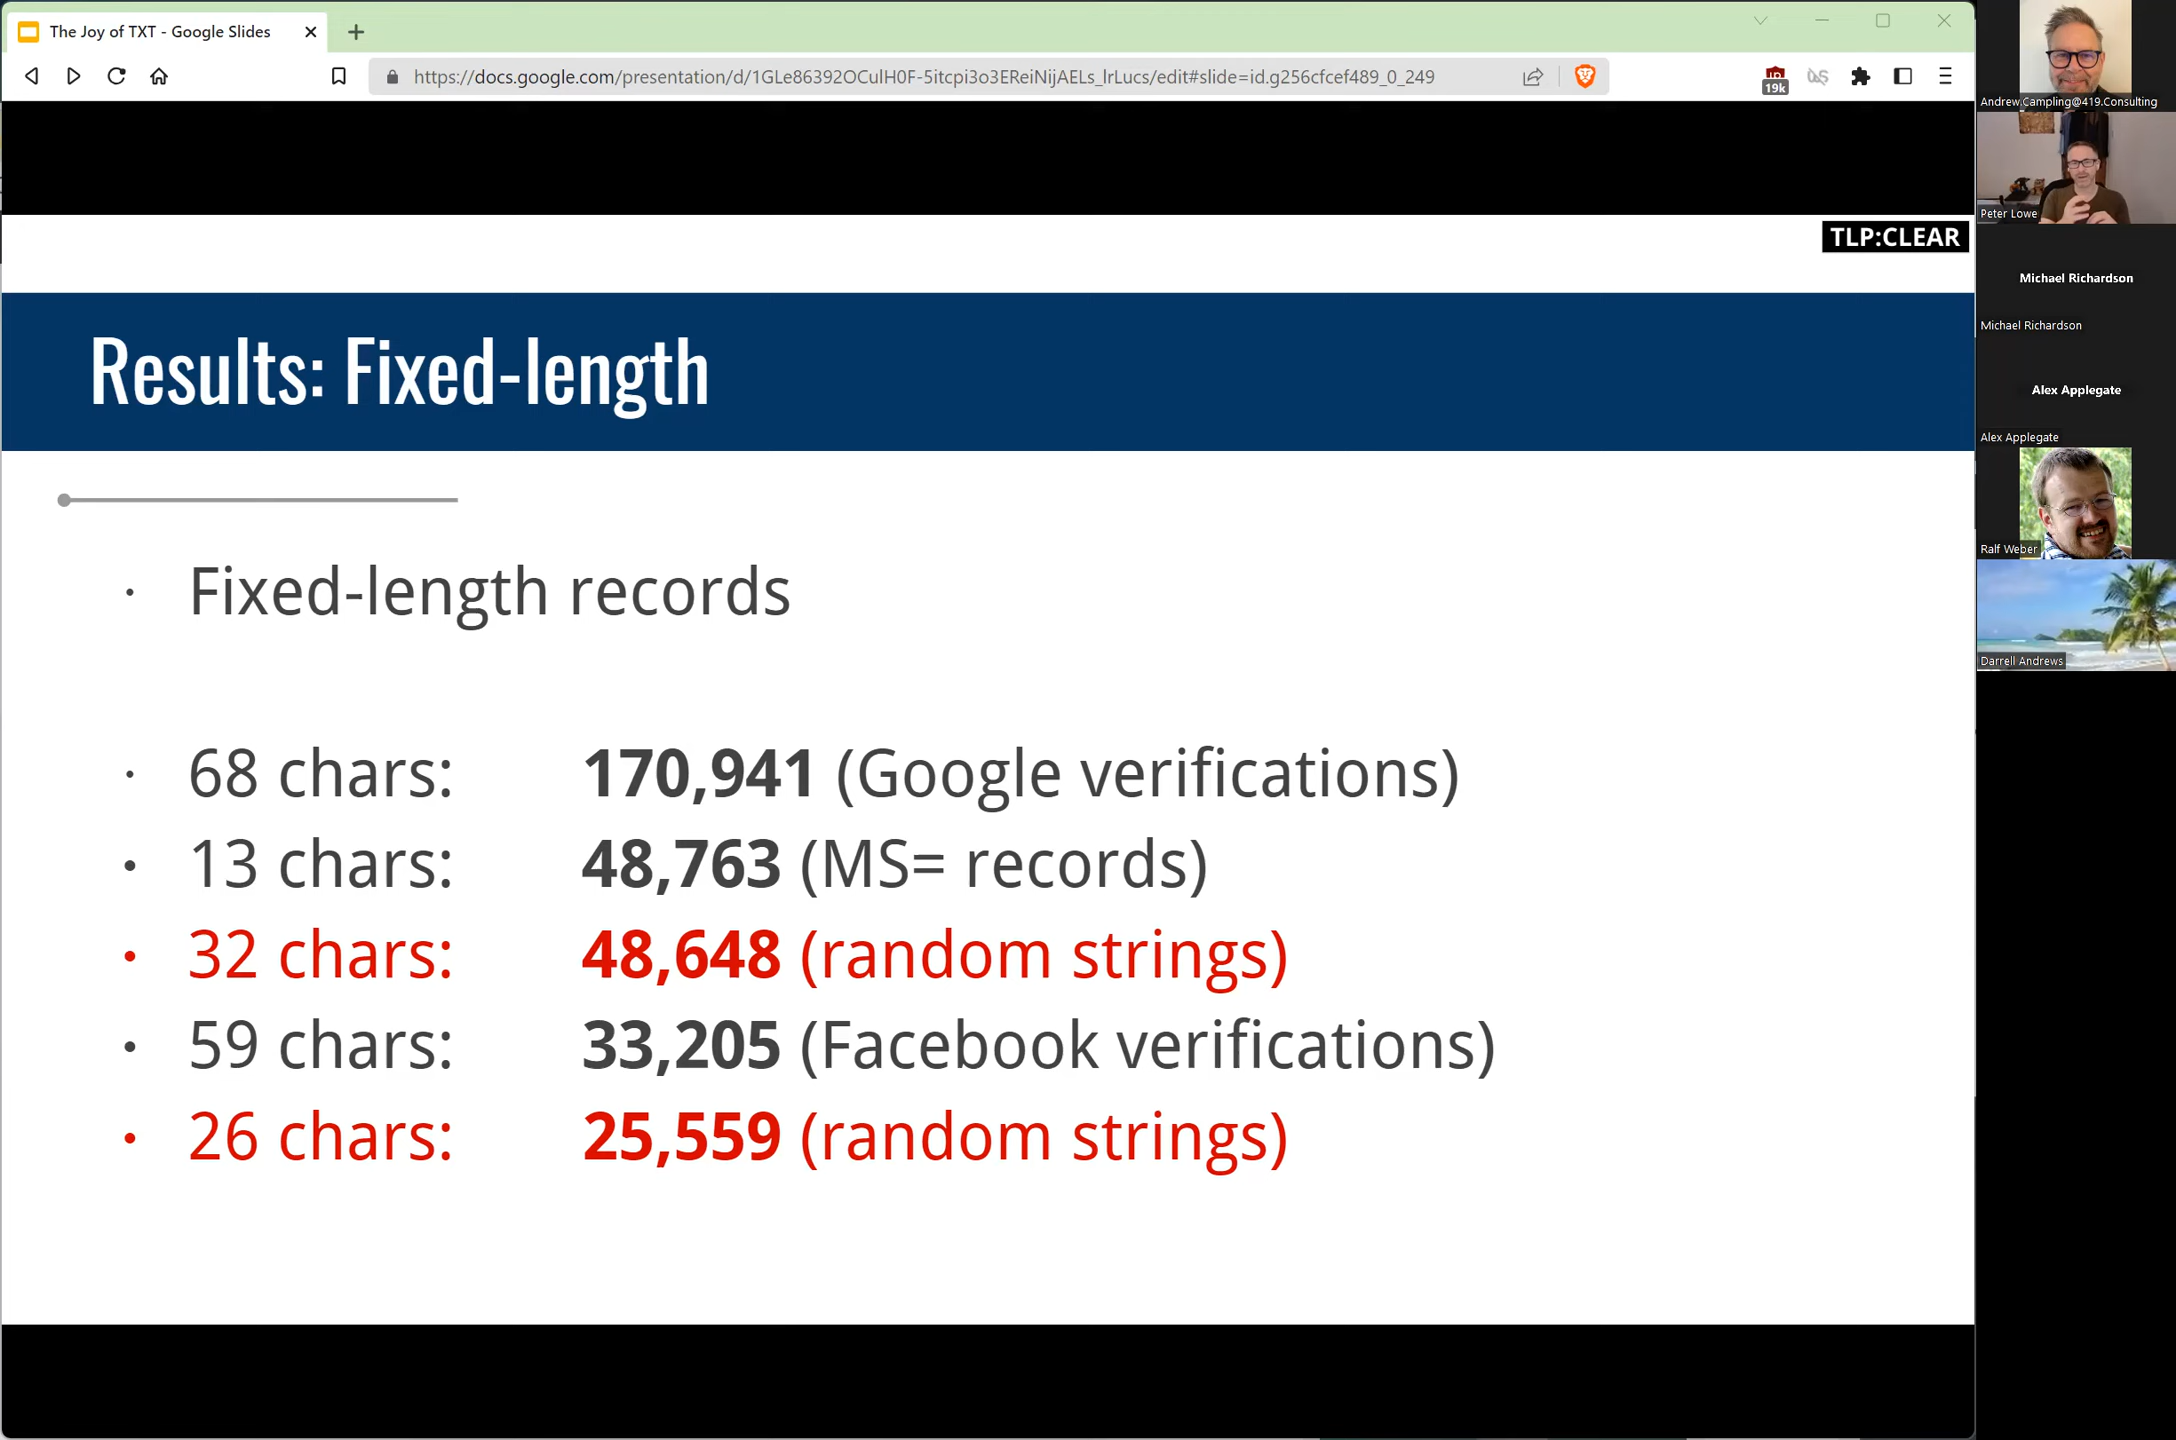 The Joy of TXT - Google Slides
https://docs.google.com/presentation/d/1GLe86392OCulH0F-5itcpi3o3EReiNijAELs_lrLucs/edit#slide=id.g256cfcef489_0_249
19k
TLP:CLEAR
Results: Fixed-length
· Fixed-length records
· 68 chars: 170,941 (Google verifications)
• 13 chars: 48,763 (MS= records)
• 32 chars: 48,648 (random strings)
• 59 chars: 33,205 (Facebook verifications)
• 26 chars: 25,559 (random strings)
Andrew.Campling@419.Consulting
Peter Lowe
Michael Richardson
Michael Richardson
Alex Applegate
Alex Applegate
Ralf Weber
Darrell Andrews